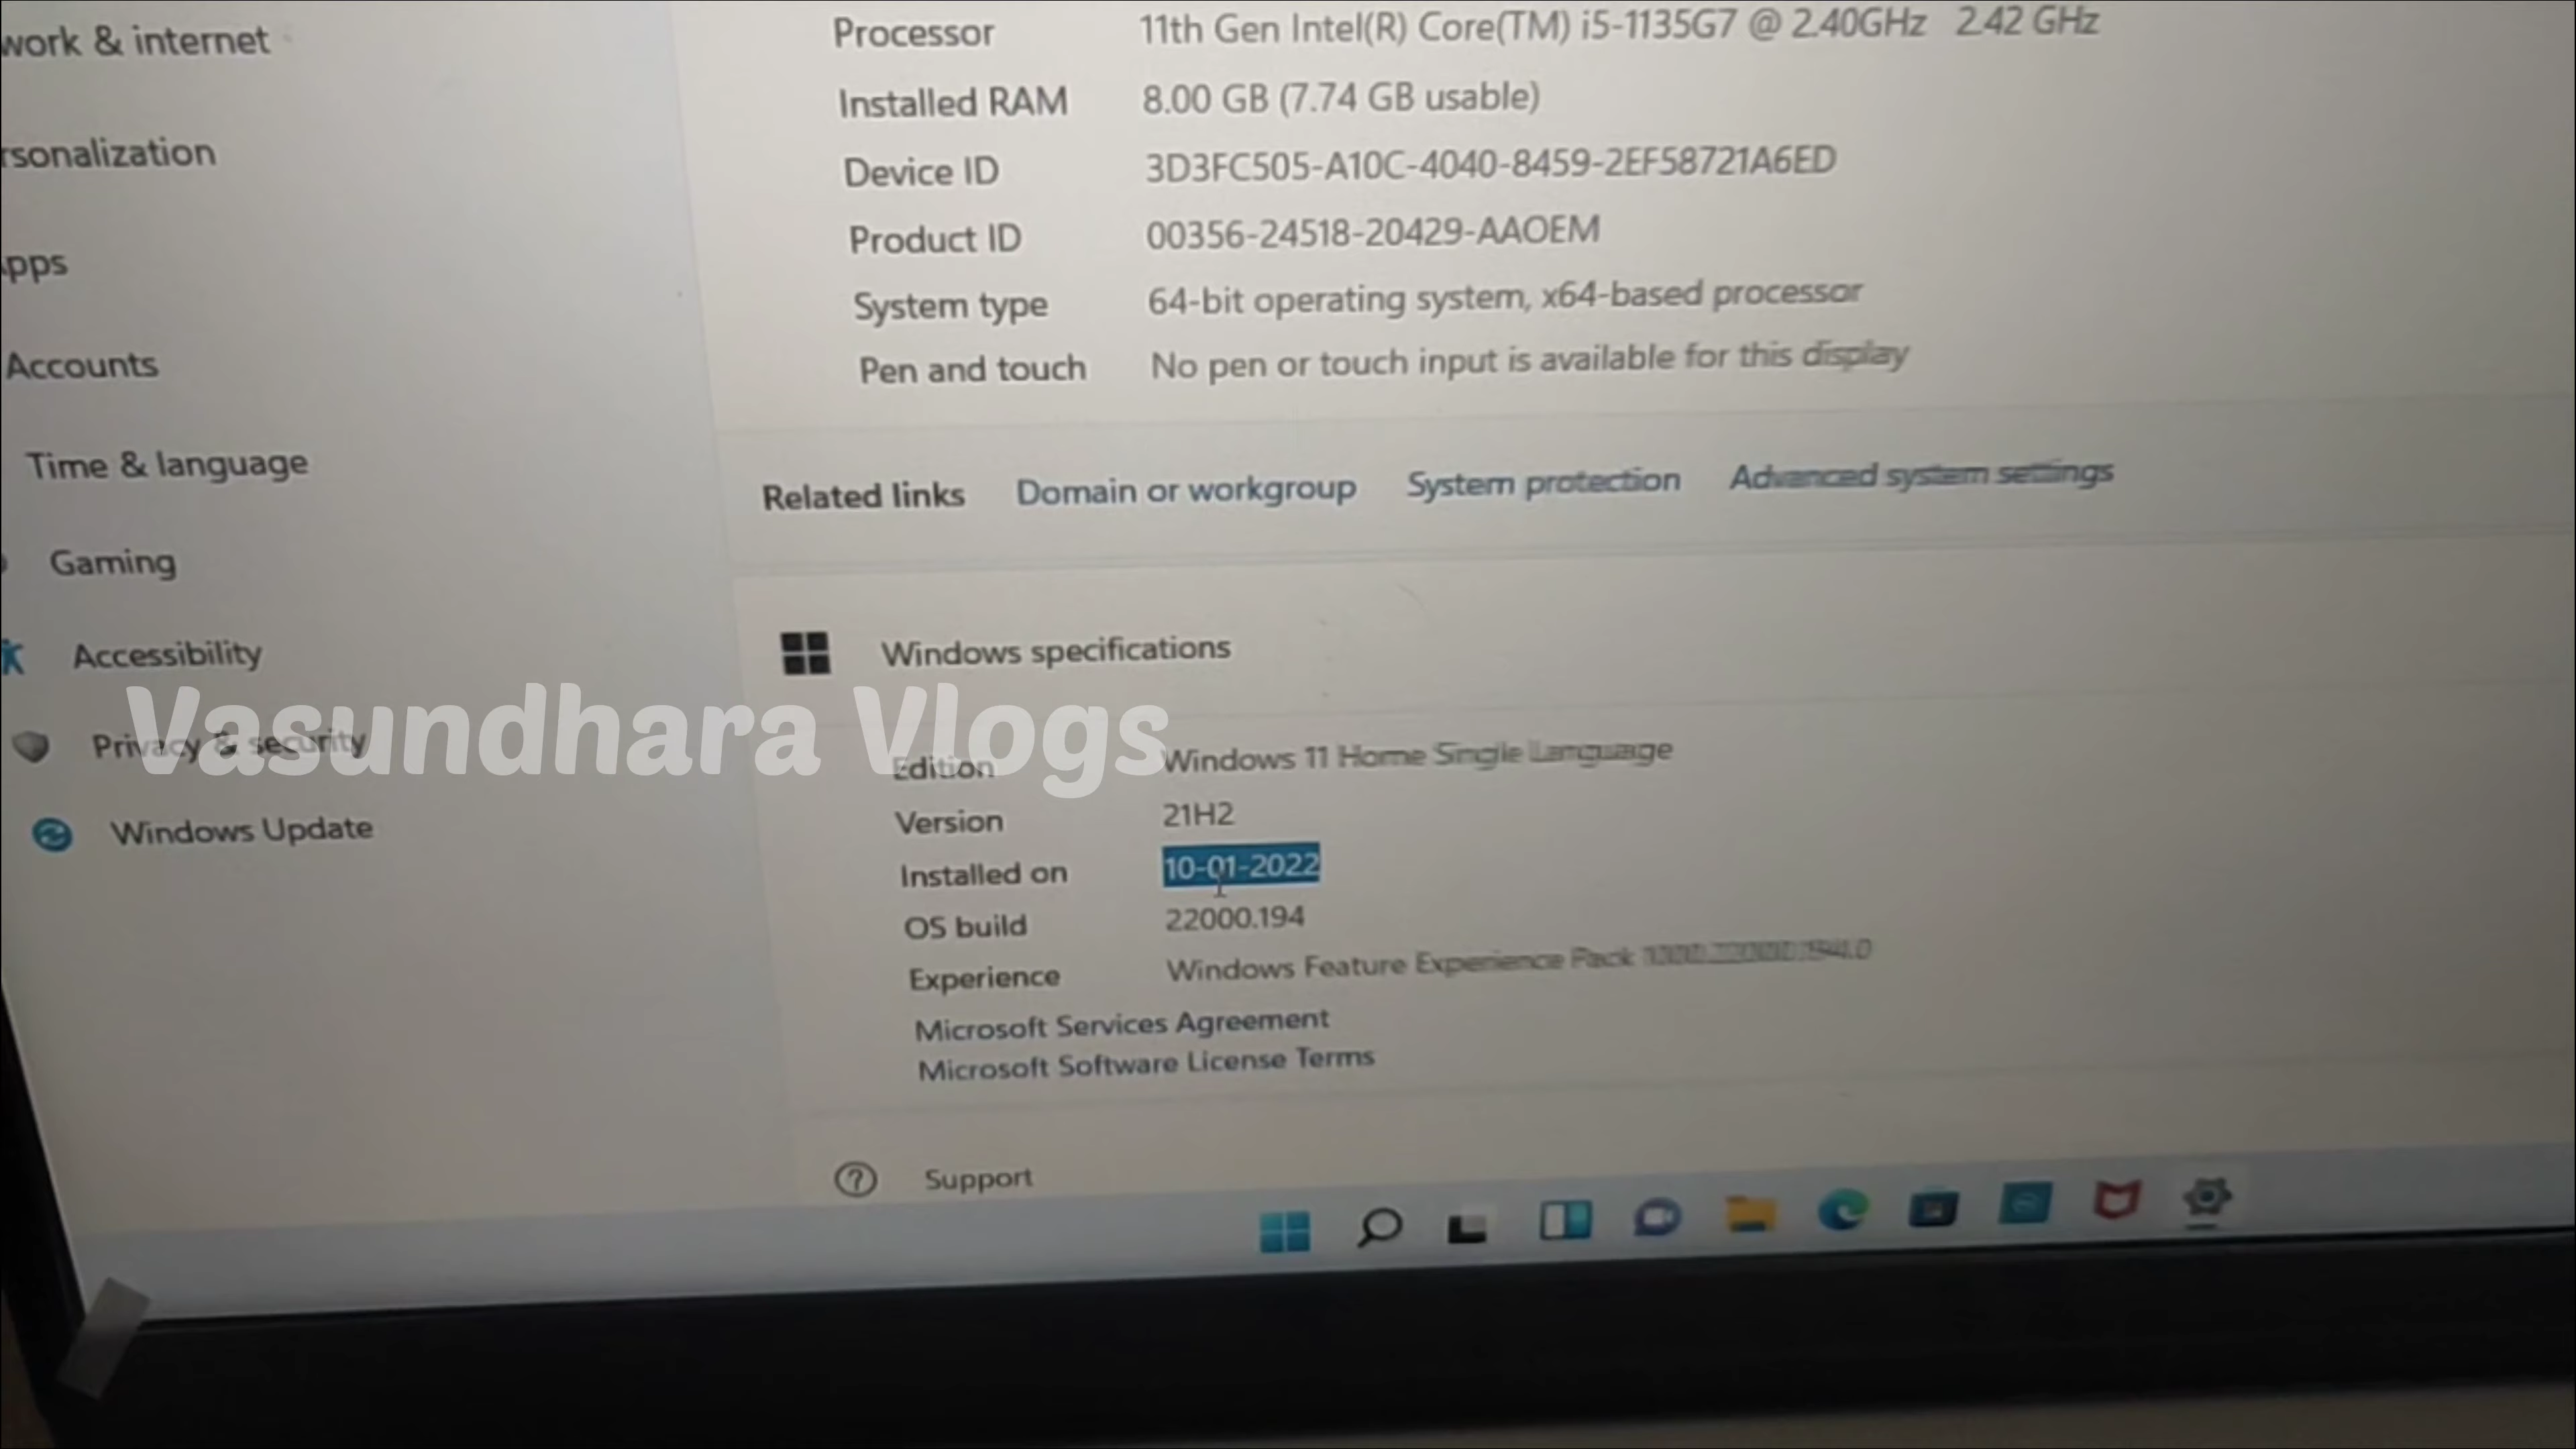 work & internet
rsonalization
pps
Accounts
Time & language
Gaming
Accessibility
Privacy & security
Windows Update
Processor 11th Gen Intel(R) Core(TM) i5-1135G7 @ 2.40GHz 2.42 GHz
Installed RAM 8.00 GB (7.74 GB usable)
Device ID 3D3FC505-A10C-4040-8459-2EF58721A6ED
Product ID 00356-24518-20429-AAOEM
System type 64-bit operating system, x64-based processor
Pen and touch No pen or touch input is available for this display
Related links Domain or workgroup System protection Advanced system settings
Windows specifications
Vasundhara Vlogs
Edition Windows 11 Home Single Language
Version 21H2
Installed on 10-01-2022
OS build 22000.194
Experience Windows Feature Experience Pack
Microsoft Services Agreement
Microsoft Software License Terms
Support